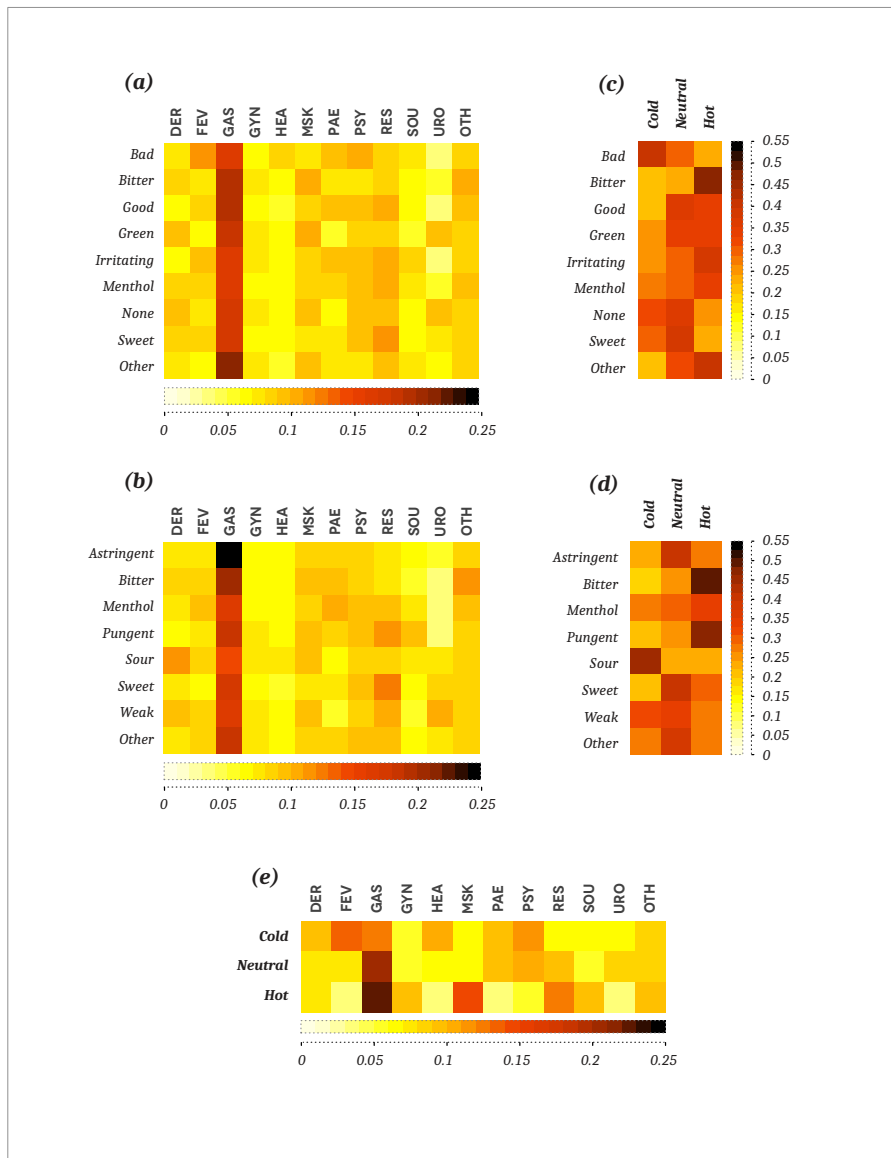 (a)
DER FEV GAS GYN HEA MSK PAE PSY RES SOU URO OTH
Bad
Bitter
Good
Green
Irritating
Menthol
None
Sweet
Other
0 0.05 0.1 0.15 0.2 0.25
(c)
Cold Neutral Hot
Bad
Bitter
Good
Green
Irritating
Menthol
None
Sweet
Other
0.55
0.5
0.45
0.4
0.35
0.3
0.25
0.2
0.15
0.1
0.05
0
(b)
DER FEV GAS GYN HEA MSK PAE PSY RES SOU URO OTH
Astringent
Bitter
Menthol
Pungent
Sour
Sweet
Weak
Other
0 0.05 0.1 0.15 0.2 0.25
(d)
Cold Neutral Hot
Astringent
Bitter
Menthol
Pungent
Sour
Sweet
Weak
Other
0.55
0.5
0.45
0.4
0.35
0.3
0.25
0.2
0.15
0.1
0.05
0
(e)
DER FEV GAS GYN HEA MSK PAE PSY RES SOU URO OTH
Cold
Neutral
Hot
0 0.05 0.1 0.15 0.2 0.25